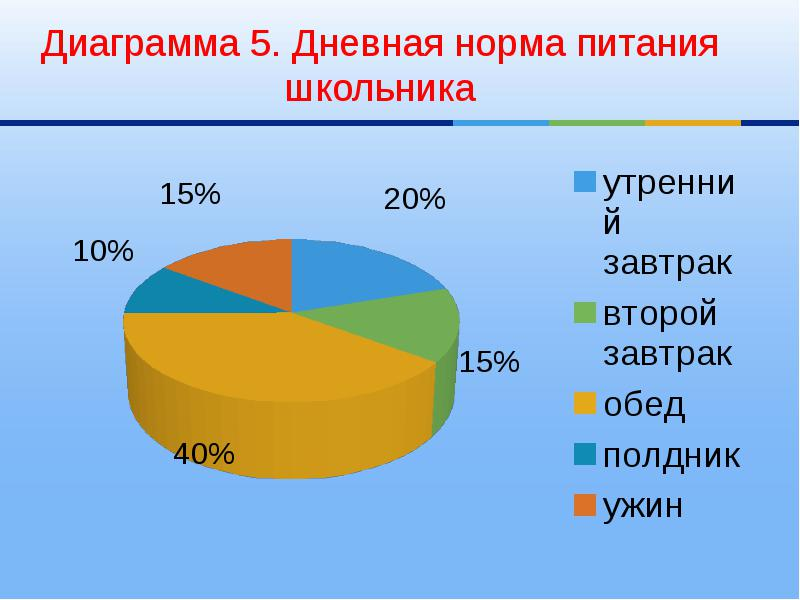 Диаграмма 5. Дневная норма питания
школьника
15%
20%
10%
15%
40%
утренни
й
завтрак
второй
завтрак
обед
полдник
ужин